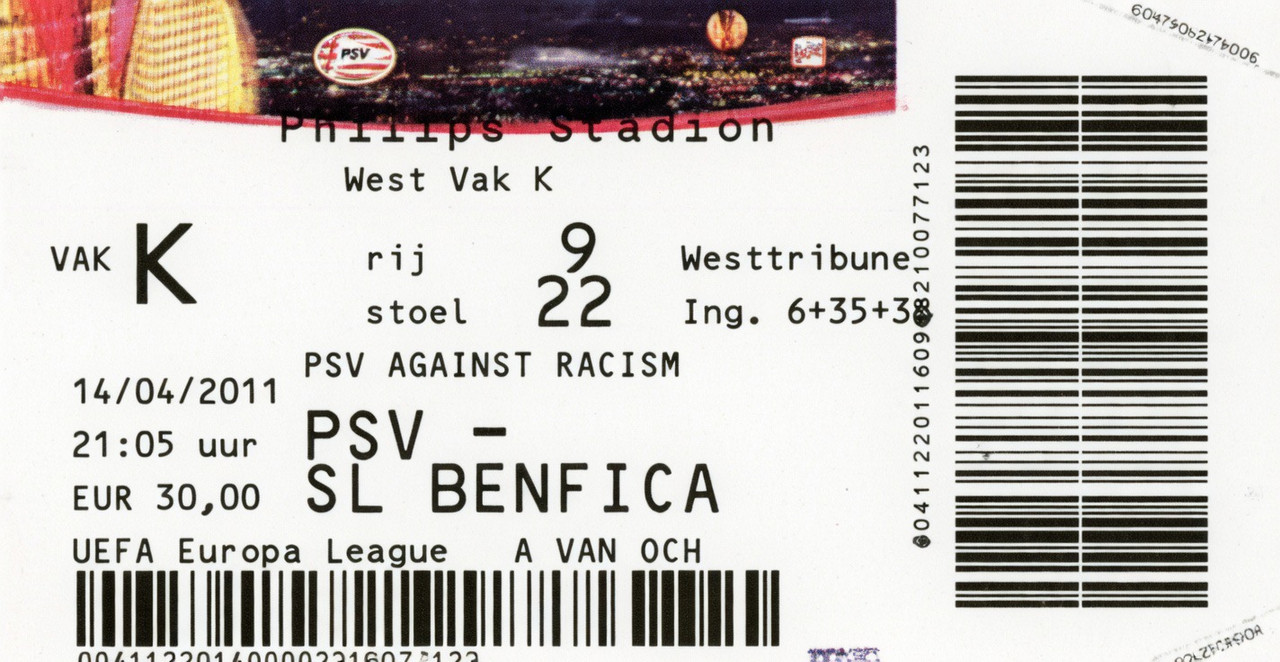 PSV
Philips Stadion
West Vak K
VAK K
rij 9 Westtribune
stoel 22 Ing. 6+35+38
PSV AGAINST RACISM
14/04/2011
21:05 uur
EUR 30,00
PSV -
SL BENFICA
UEFA Europa League A VAN OCH